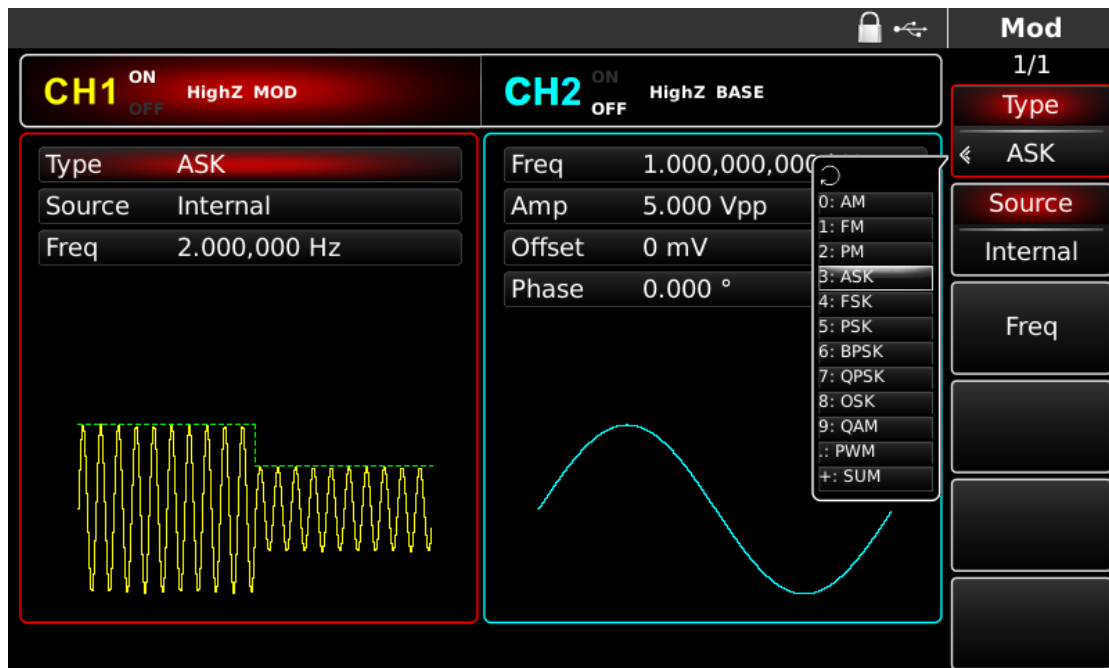 Mod
1/1
CH1 ON OFF HighZ MOD
CH2 ON OFF HighZ BASE
Type
ASK
Source
Internal
Freq
Type ASK
Source Internal
Freq 2.000,000 Hz
Freq 1.000,000,000
Amp 5.000 Vpp
Offset 0 mV
Phase 0.000 °
0: AM
1: FM
2: PM
3: ASK
4: FSK
5: PSK
6: BPSK
7: QPSK
8: OSK
9: QAM
.: PWM
+: SUM